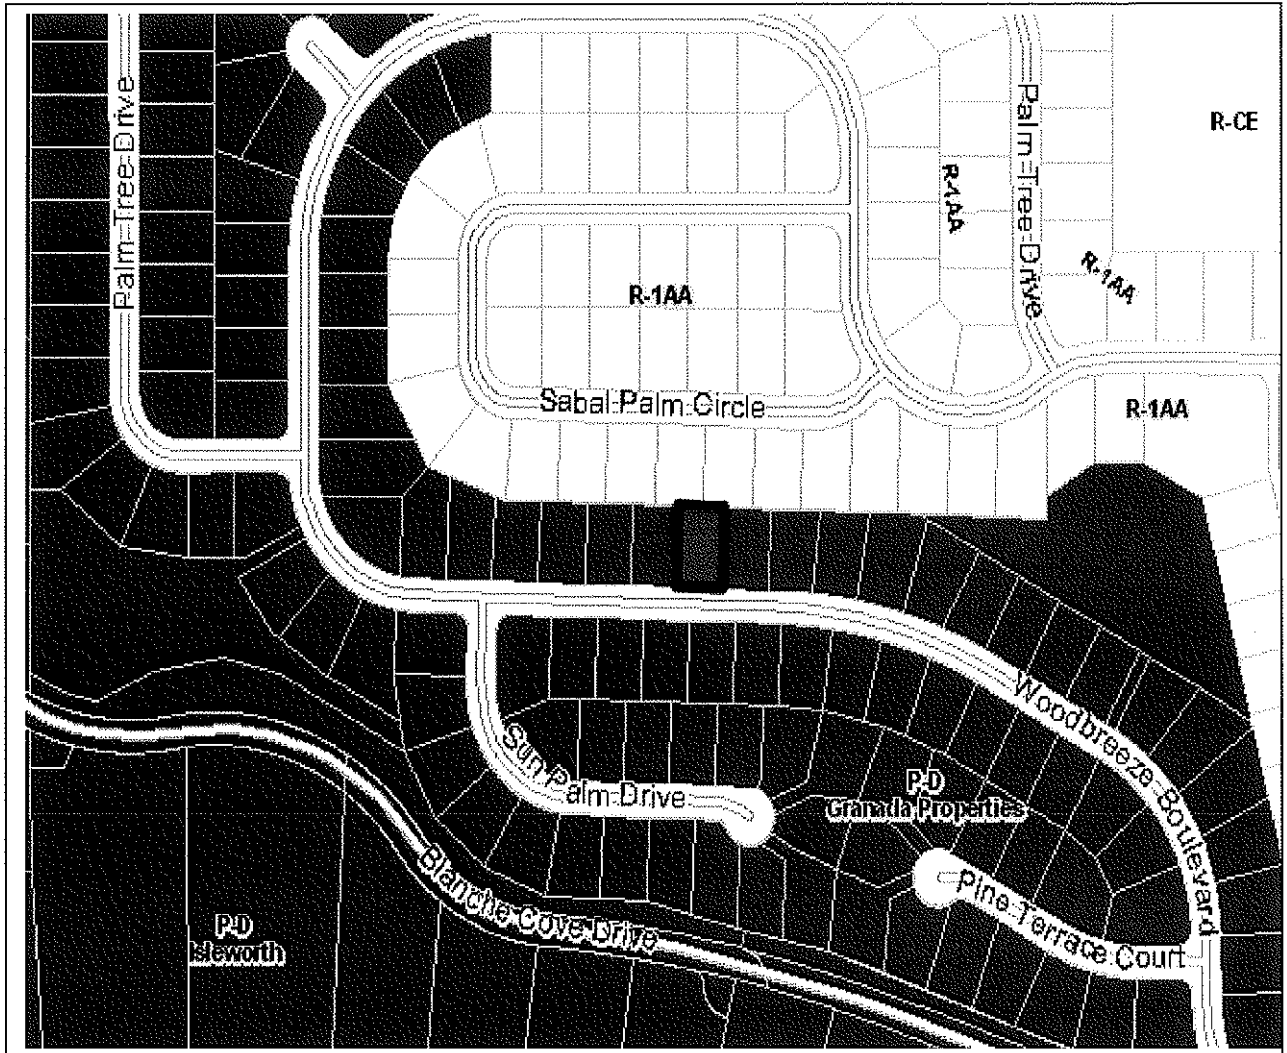 Palm Tree Drive
Palm Tree Drive
R-CE
R-1AA
R-1AA
R-1AA
Sabal Palm Circle
R-1AA
Woodbreeze Boulevard
Sun Palm Drive
P-D
Granada Properties
Blanche Cove Drive
Pine Terrace Court
P-D
Isleworth